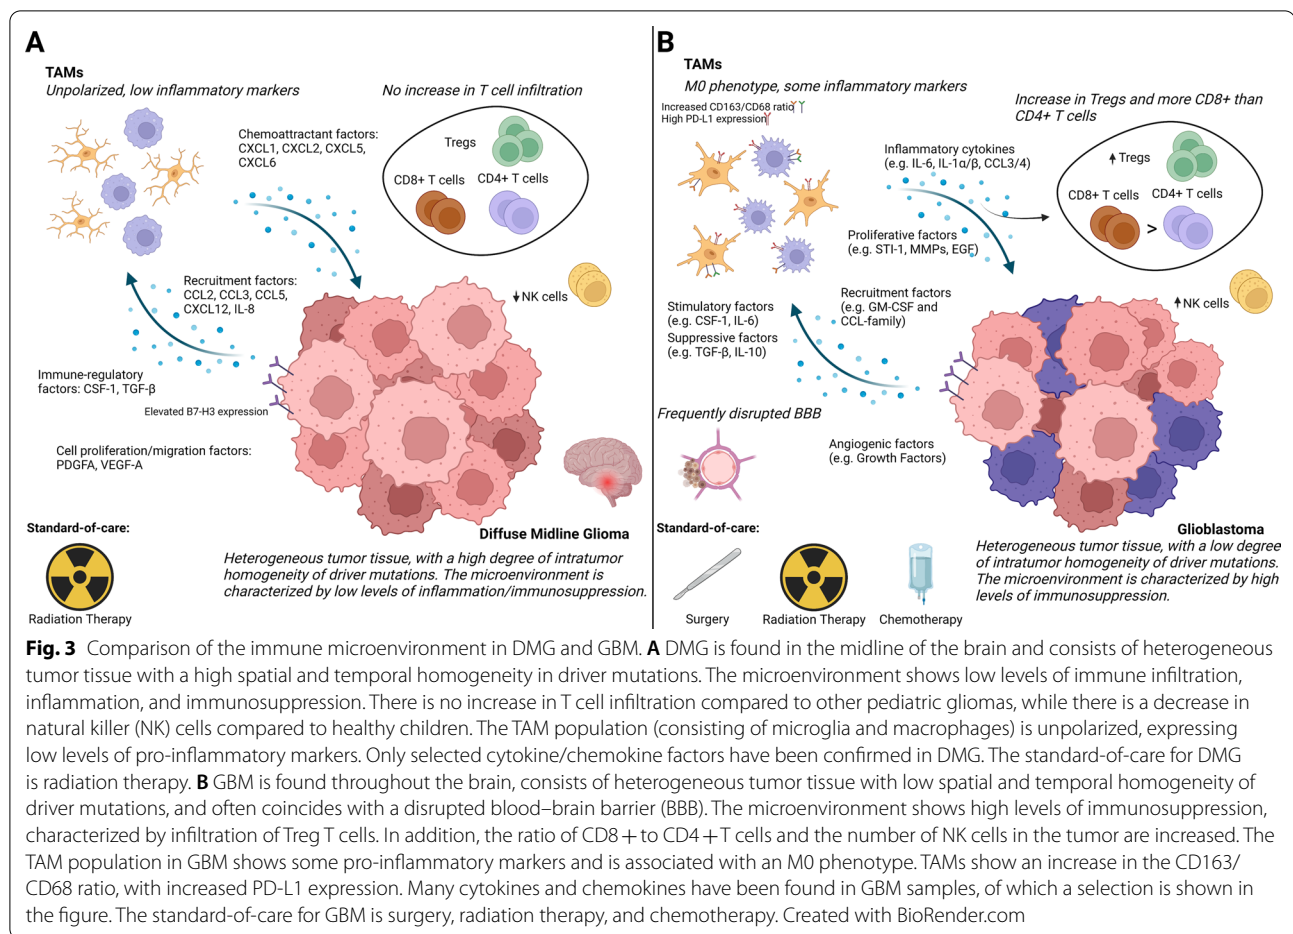 A
TAMs
Unpolarized, low inflammatory markers
No increase in T cell infiltration
Chemoattractant factors:
CXCL1, CXCL2, CXCL5,
CXCL6
Tregs
CD8+ T cells
CD4+ T cells
Recruitment factors:
CCL2, CCL3, CCL5,
CXCL12, IL-8
NK cells
Immune-regulatory
factors: CSF-1, TGF-β
Elevated B7-H3 expression
Cell proliferation/migration factors:
PDGFA, VEGF-A
Standard-of-care:
Radiation Therapy
Diffuse Midline Glioma
Heterogeneous tumor tissue, with a high degree of intratumor
homogeneity of driver mutations. The microenvironment is
characterized by low levels of inflammation/immunosuppression.
B
TAMs
M0 phenotype, some inflammatory markers
Increased CD163/CD68 ratio
High PD-L1 expression
Increase in Tregs and more CD8+ than
CD4+ T cells
Inflammatory cytokines
(e.g. IL-6, IL-1α/β, CCL3/4)
Tregs
CD8+ T cells
CD4+ T cells
>
Proliferative factors
(e.g. STI-1, MMPs, EGF)
Recruitment factors
(e.g. GM-CSF and
CCL-family)
NK cells
Stimulatory factors
(e.g. CSF-1, IL-6)
Suppressive factors
(e.g. TGF-β, IL-10)
Frequently disrupted BBB
Angiogenic factors
(e.g. Growth Factors)
Standard-of-care:
Surgery
Radiation Therapy
Chemotherapy
Glioblastoma
Heterogeneous tumor tissue, with a low degree
of intratumor homogeneity of driver mutations.
The microenvironment is characterized by high
levels of immunosuppression.
Fig. 3 Comparison of the immune microenvironment in DMG and GBM. A DMG is found in the midline of the brain and consists of heterogeneous
tumor tissue with a high spatial and temporal homogeneity in driver mutations. The microenvironment shows low levels of immune infiltration,
inflammation, and immunosuppression. There is no increase in T cell infiltration compared to other pediatric gliomas, while there is a decrease in
natural killer (NK) cells compared to healthy children. The TAM population (consisting of microglia and macrophages) is unpolarized, expressing
low levels of pro-inflammatory markers. Only selected cytokine/chemokine factors have been confirmed in DMG. The standard-of-care for DMG
is radiation therapy. B GBM is found throughout the brain, consists of heterogeneous tumor tissue with low spatial and temporal homogeneity of
driver mutations, and often coincides with a disrupted blood–brain barrier (BBB). The microenvironment shows high levels of immunosuppression,
characterized by infiltration of Treg T cells. In addition, the ratio of CD8 + to CD4 + T cells and the number of NK cells in the tumor are increased. The
TAM population in GBM shows some pro-inflammatory markers and is associated with an M0 phenotype. TAMs show an increase in the CD163/
CD68 ratio, with increased PD-L1 expression. Many cytokines and chemokines have been found in GBM samples, of which a selection is shown in
the figure. The standard-of-care for GBM is surgery, radiation therapy, and chemotherapy. Created with BioRender.com